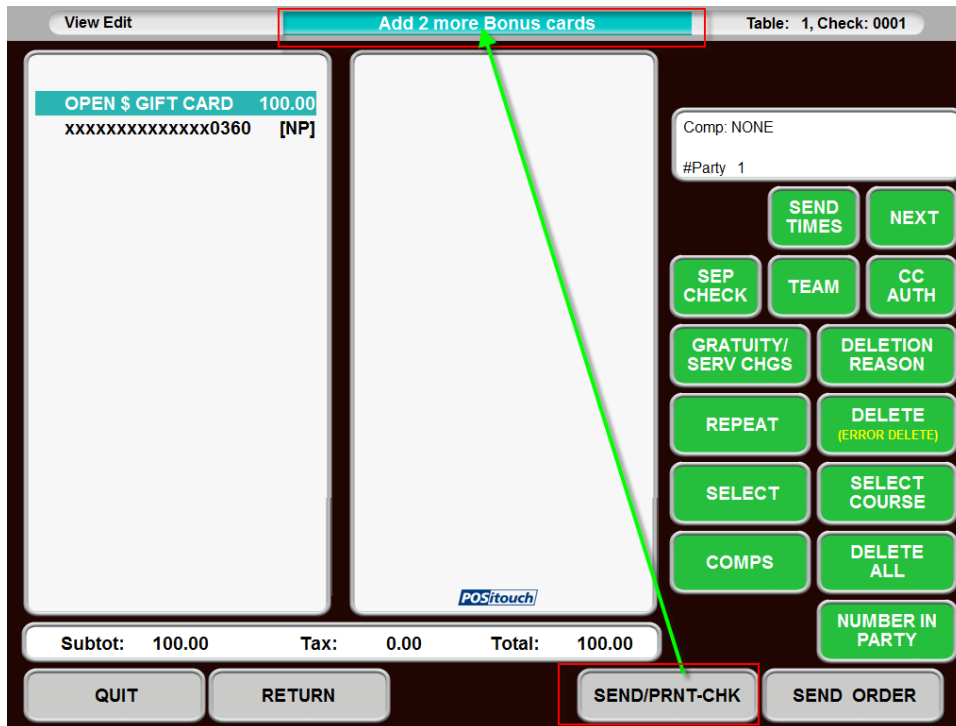 View Edit
Add 2 more Bonus cards
Table: 1, Check: 0001
OPEN $ GIFT CARD 100.00
xxxxxxxxxxxxxx0360 [NP]
Comp: NONE
#Party 1
SEND
TIMES
NEXT
SEP
CHECK
TEAM
CC
AUTH
GRATUITY/
SERV CHGS
DELETION
REASON
REPEAT
DELETE
(ERROR DELETE)
SELECT
SELECT
COURSE
COMPS
DELETE
ALL
POSitouch
NUMBER IN
PARTY
Subtot: 100.00 Tax: 0.00 Total: 100.00
QUIT
RETURN
SEND/PRNT-CHK
SEND ORDER